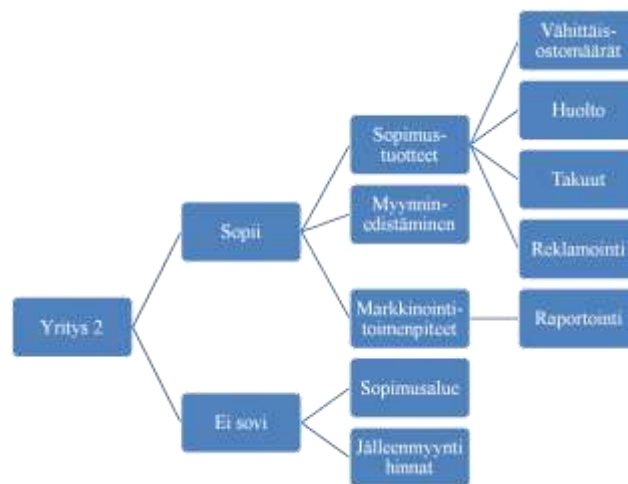 Vähittäis-
ostomäärät
Huolto
Sopimus-
tuotteet
Takuut
Myynnin-
edistäminen
Sopii
Reklamointi
Markkinointi-
toimenpiteet
Raportointi
Yritys 2
Sopimusalue
Ei sovi
Jälleenmyynti
hinnat